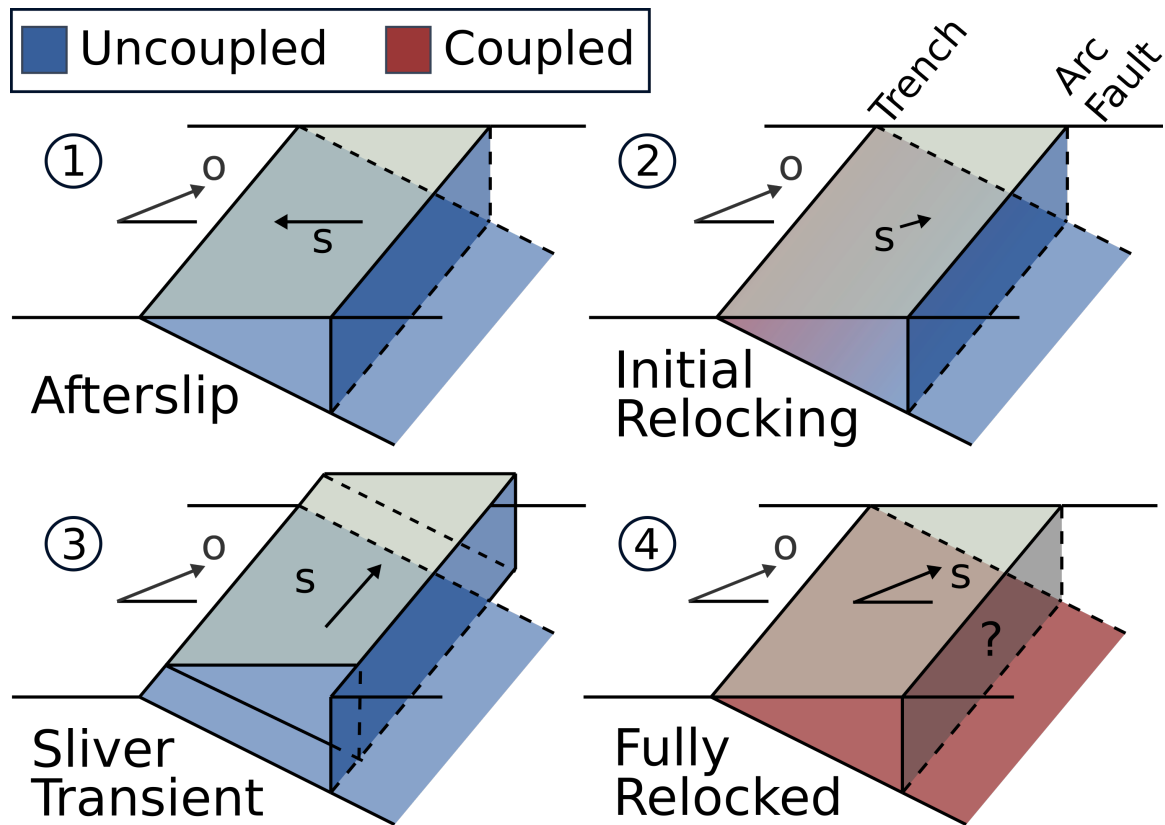 Uncoupled
Coupled
Trench
Arc
Fault
1
o
s
Afterslip
2
o
s
Initial
Relocking
3
o
s
Sliver
Transient
4
o
s
?
Fully
Relocked